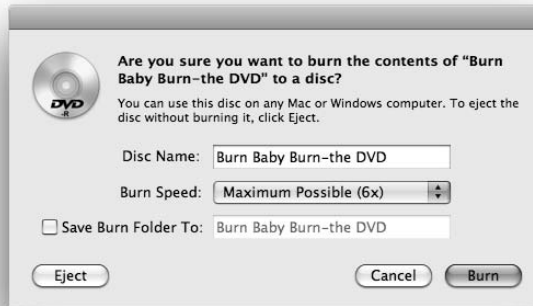 Are you sure you want to burn the contents of “Burn
Baby Burn–the DVD" to a disc?
You can use this disc on any Mac or Windows computer. To eject the
disc without burning it, click Eject.
DVD
-R
Disc Name: Burn Baby Burn–the DVD
Burn Speed: Maximum Possible (6x)
Save Burn Folder To: Burn Baby Burn–the DVD
Eject Cancel Burn